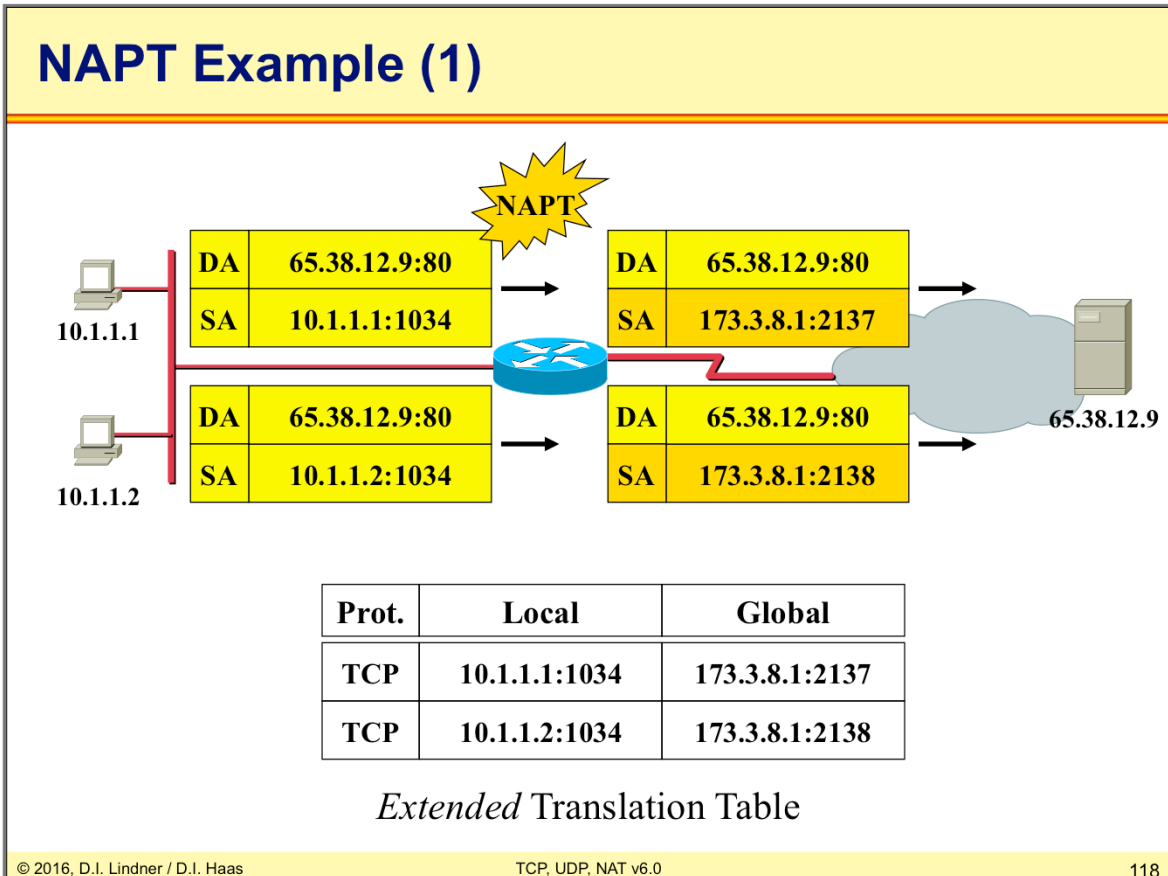 NAPT Example (1)
NAPT
DA 65.38.12.9:80
SA 10.1.1.1:1034
DA 65.38.12.9:80
SA 173.3.8.1:2137
10.1.1.1
DA 65.38.12.9:80
SA 10.1.1.2:1034
DA 65.38.12.9:80
SA 173.3.8.1:2138
10.1.1.2
65.38.12.9
Prot. Local Global
TCP 10.1.1.1:1034 173.3.8.1:2137
TCP 10.1.1.2:1034 173.3.8.1:2138
Extended Translation Table
© 2016, D.I. Lindner / D.I. Haas
TCP, UDP, NAT v6.0
118